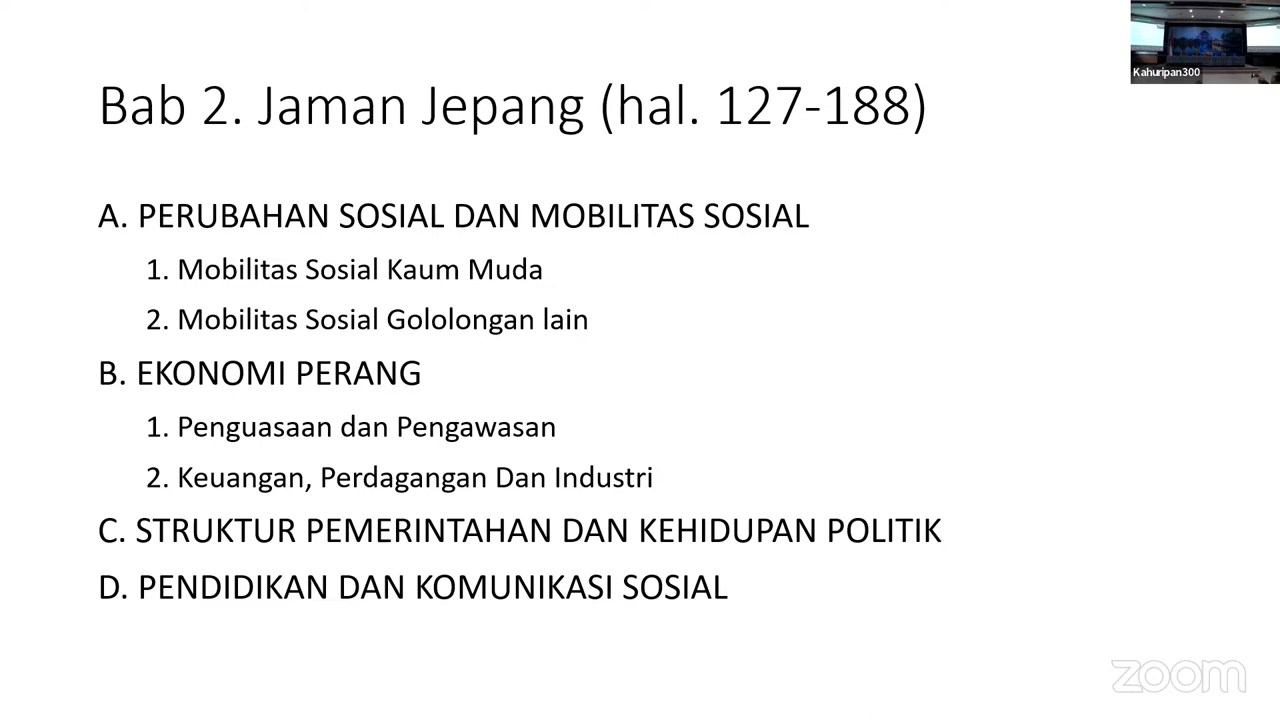 Kahuripan300
Bab 2. Jaman Jepang (hal. 127-188)
A. PERUBAHAN SOSIAL DAN MOBILITAS SOSIAL
1. Mobilitas Sosial Kaum Muda
2. Mobilitas Sosial Gololongan lain
B. EKONOMI PERANG
1. Penguasaan dan Pengawasan
2. Keuangan, Perdagangan Dan Industri
C. STRUKTUR PEMERINTAHAN DAN KEHIDUPAN POLITIK
D. PENDIDIKAN DAN KOMUNIKASI SOSIAL
zoom